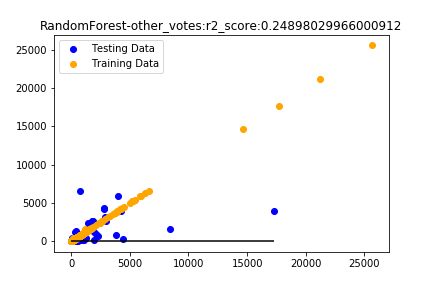 RandomForest-other_votes:r2_score:0.24898029966000912
Testing Data
Training Data
25000
20000
15000
10000
5000
0
0 5000 10000 15000 20000 25000